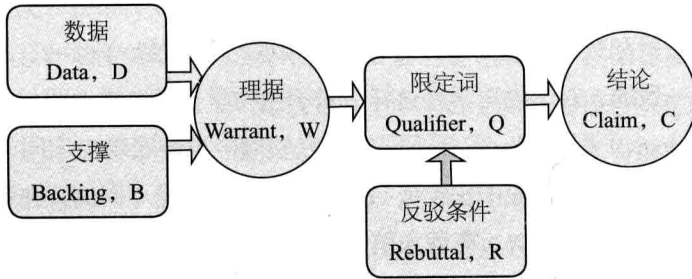 数据
Data，D
支撑
Backing，B
理据
Warrant，W
限定词
Qualifier，Q
结论
Claim，C
反驳条件
Rebuttal，R